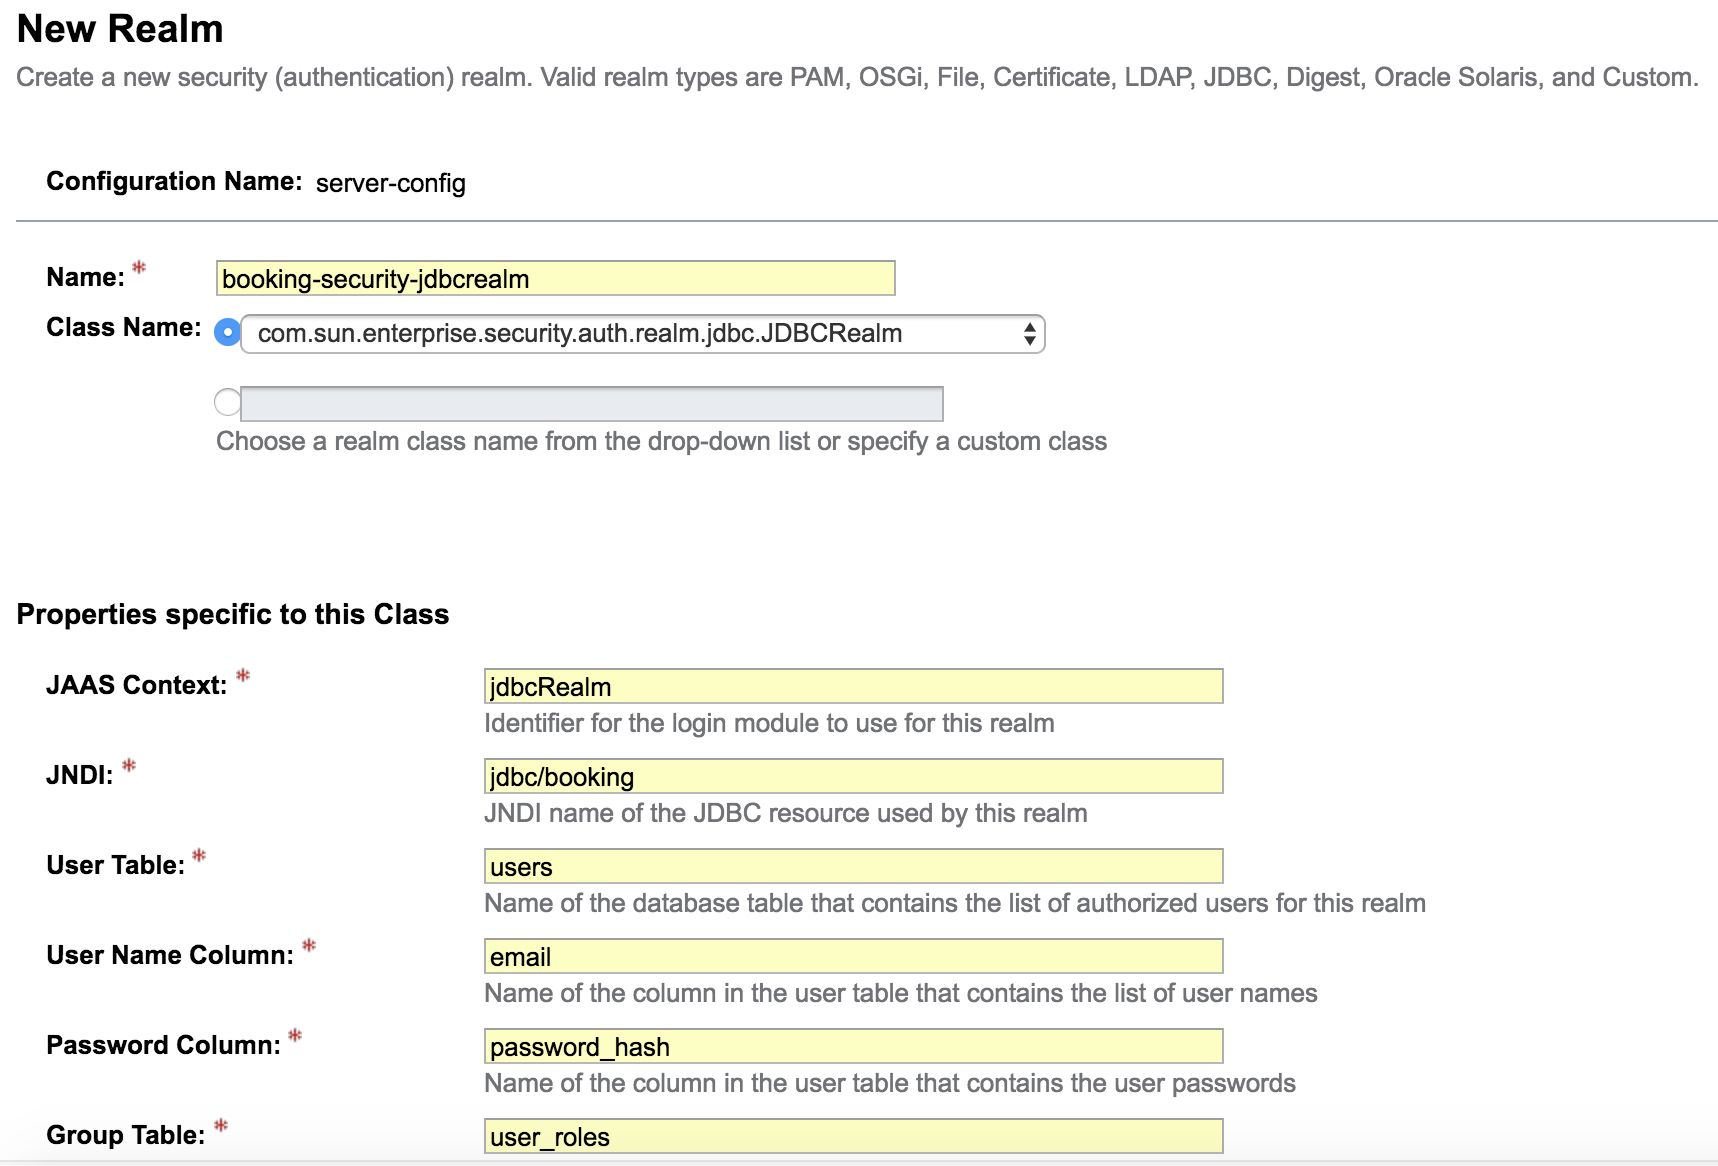 New Realm
Create a new security (authentication) realm. Valid realm types are PAM, OSGi, File, Certificate, LDAP, JDBC, Digest, Oracle Solaris, and Custom.
Configuration Name: server-config
Name: * booking-security-jdbcrealm
Class Name: com.sun.enterprise.security.auth.realm.jdbc.JDBCRealm
Choose a realm class name from the drop-down list or specify a custom class
Properties specific to this Class
JAAS Context: * jdbcRealm
Identifier for the login module to use for this realm
JNDI: * jdbc/booking
JNDI name of the JDBC resource used by this realm
User Table: * users
Name of the database table that contains the list of authorized users for this realm
User Name Column: * email
Name of the column in the user table that contains the list of user names
Password Column: * password_hash
Name of the column in the user table that contains the user passwords
Group Table: * user_roles